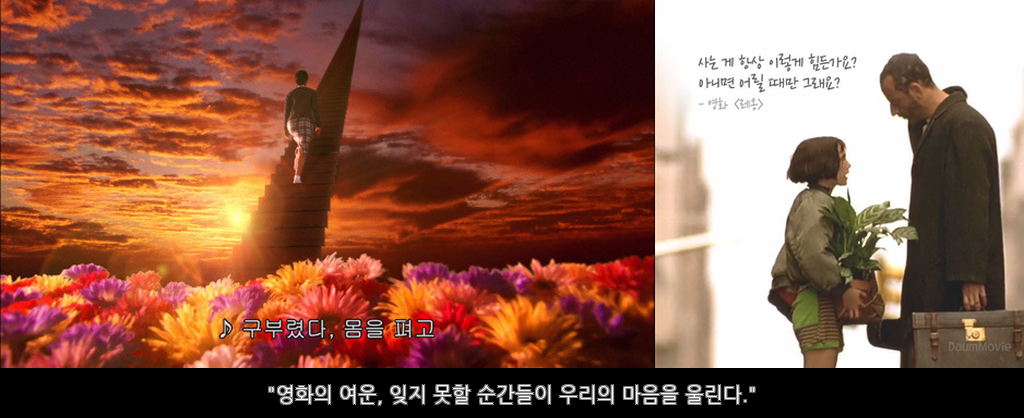 ♪ 구부렸다, 몸을 펴고
사는 게 항상 이렇게 힘든가요?
아니면 어릴 때만 그래요?
- 영화 <레옹>
DaumMovie
"영화의 여운, 잊지 못할 순간들이 우리의 마음을 울린다."